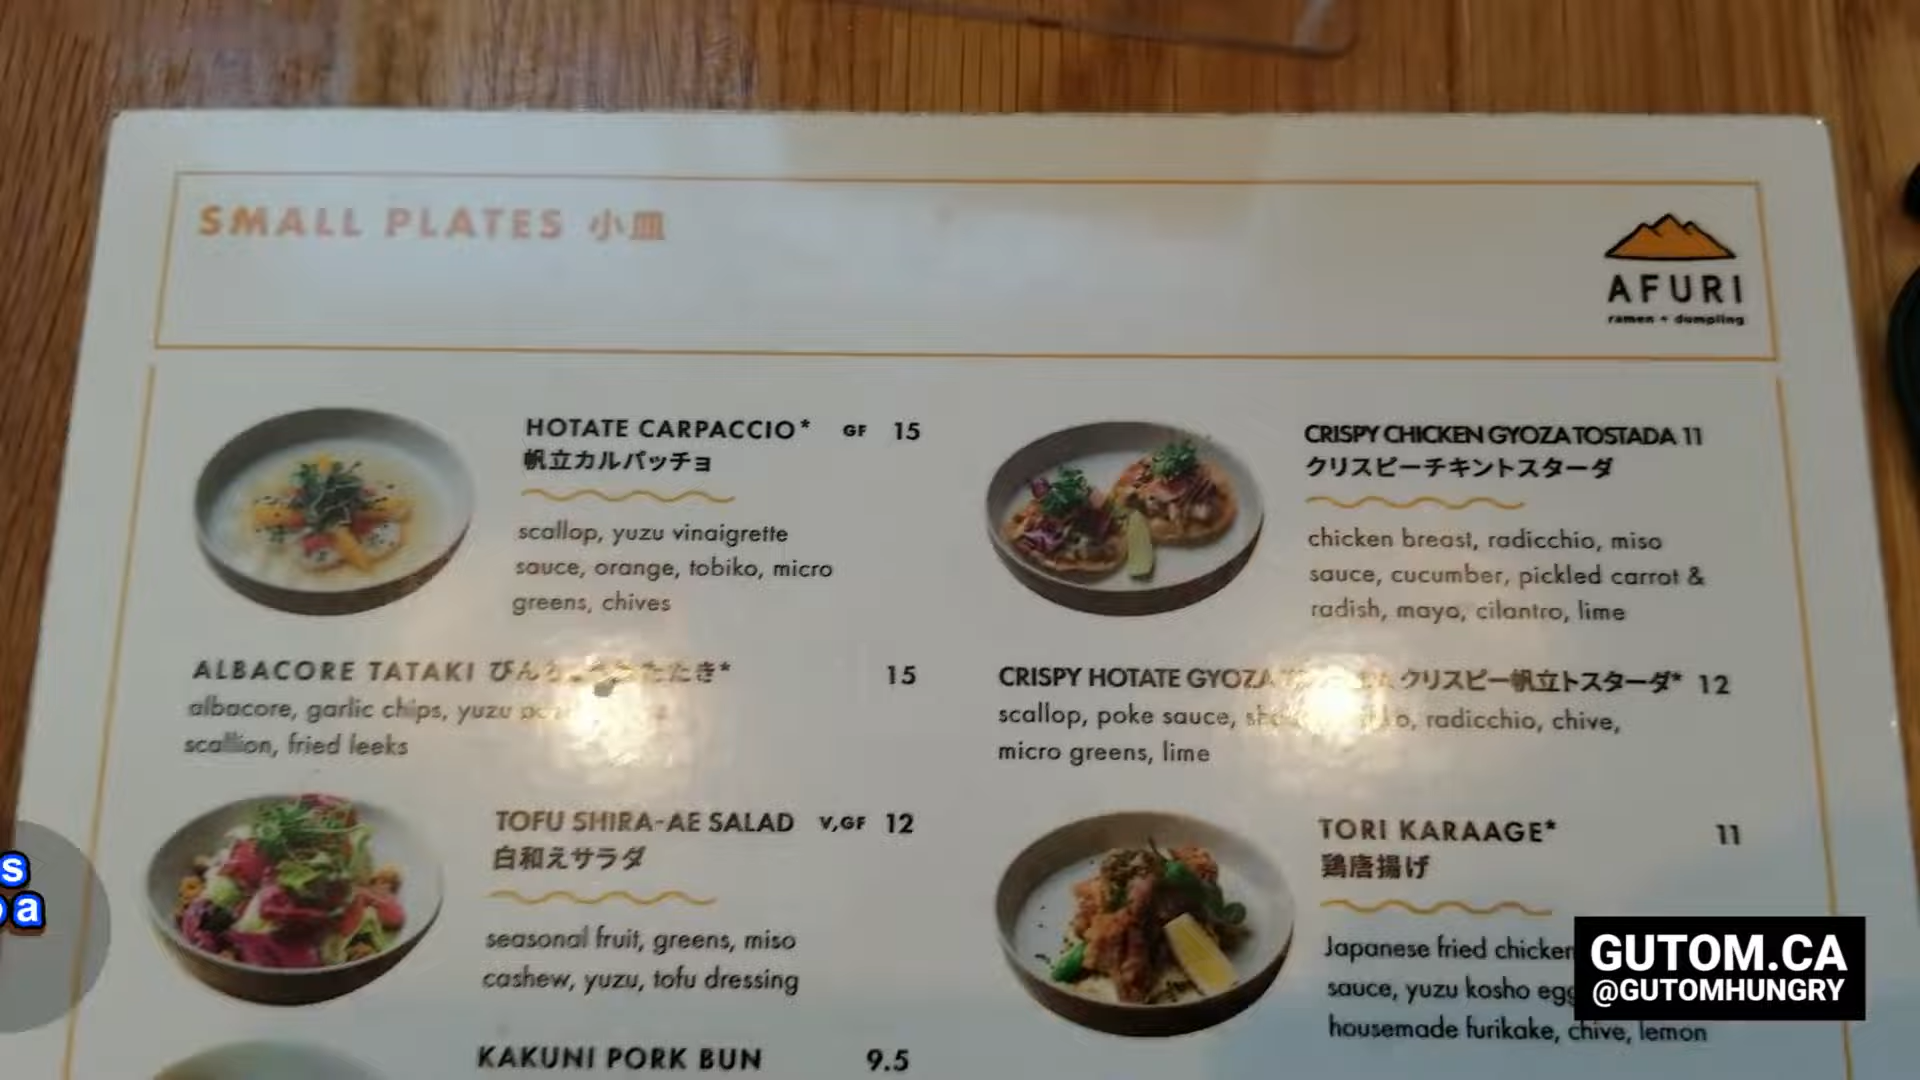 SMALL PLATES 小皿
AFURI
ramen + dumpling
HOTATE CARPACCIO* GF 15
帆立カルパッチョ
scallop, yuzu vinaigrette
sauce, orange, tobiko, micro
greens, chives
CRISPY CHICKEN GYOZA TOSTADA 11
クリスピーチキントスターダ
chicken breast, radicchio, miso
sauce, cucumber, pickled carrot &
radish, mayo, cilantro, lime
ALBACORE TATAKI 15
albacore, garlic chips, yuzu
scallion, fried leeks
CRISPY HOTATE GYOZA クリスピー帆立トスターダ* 12
scallop, poke sauce, radicchio, chive,
micro greens, lime
TOFU SHIRA-AE SALAD V,GF 12
白和えサラダ
seasonal fruit, greens, miso
cashew, yuzu, tofu dressing
TORI KARAAGE* 11
鶏唐揚げ
Japanese fried chicken
sauce, yuzu kosho egg
housemade furikake, chive, lemon
KAKUNI PORK BUN 9.5
s
a
GUTOM.CA
@GUTOMHUNGRY